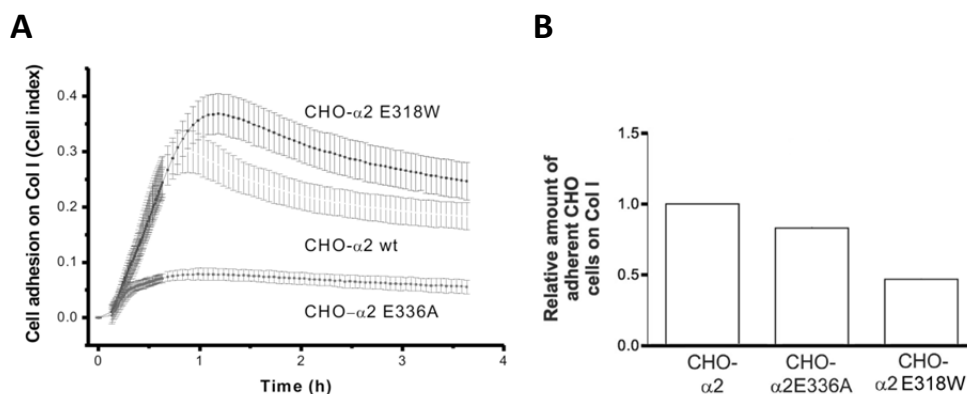 A
Cell adhesion on Col I (Cell index)
0.4
0.3
0.2
0.1
0.0
CHO-α2 E318W
CHO-α2 wt
CHO–α2 E336A
0
1
2
3
4
Time (h)
B
Relative amount of
adherent CHO
cells on Col I
1.5
1.0
0.5
0.0
CHO-
α2
CHO-
α2E336A
CHO-
α2 E318W